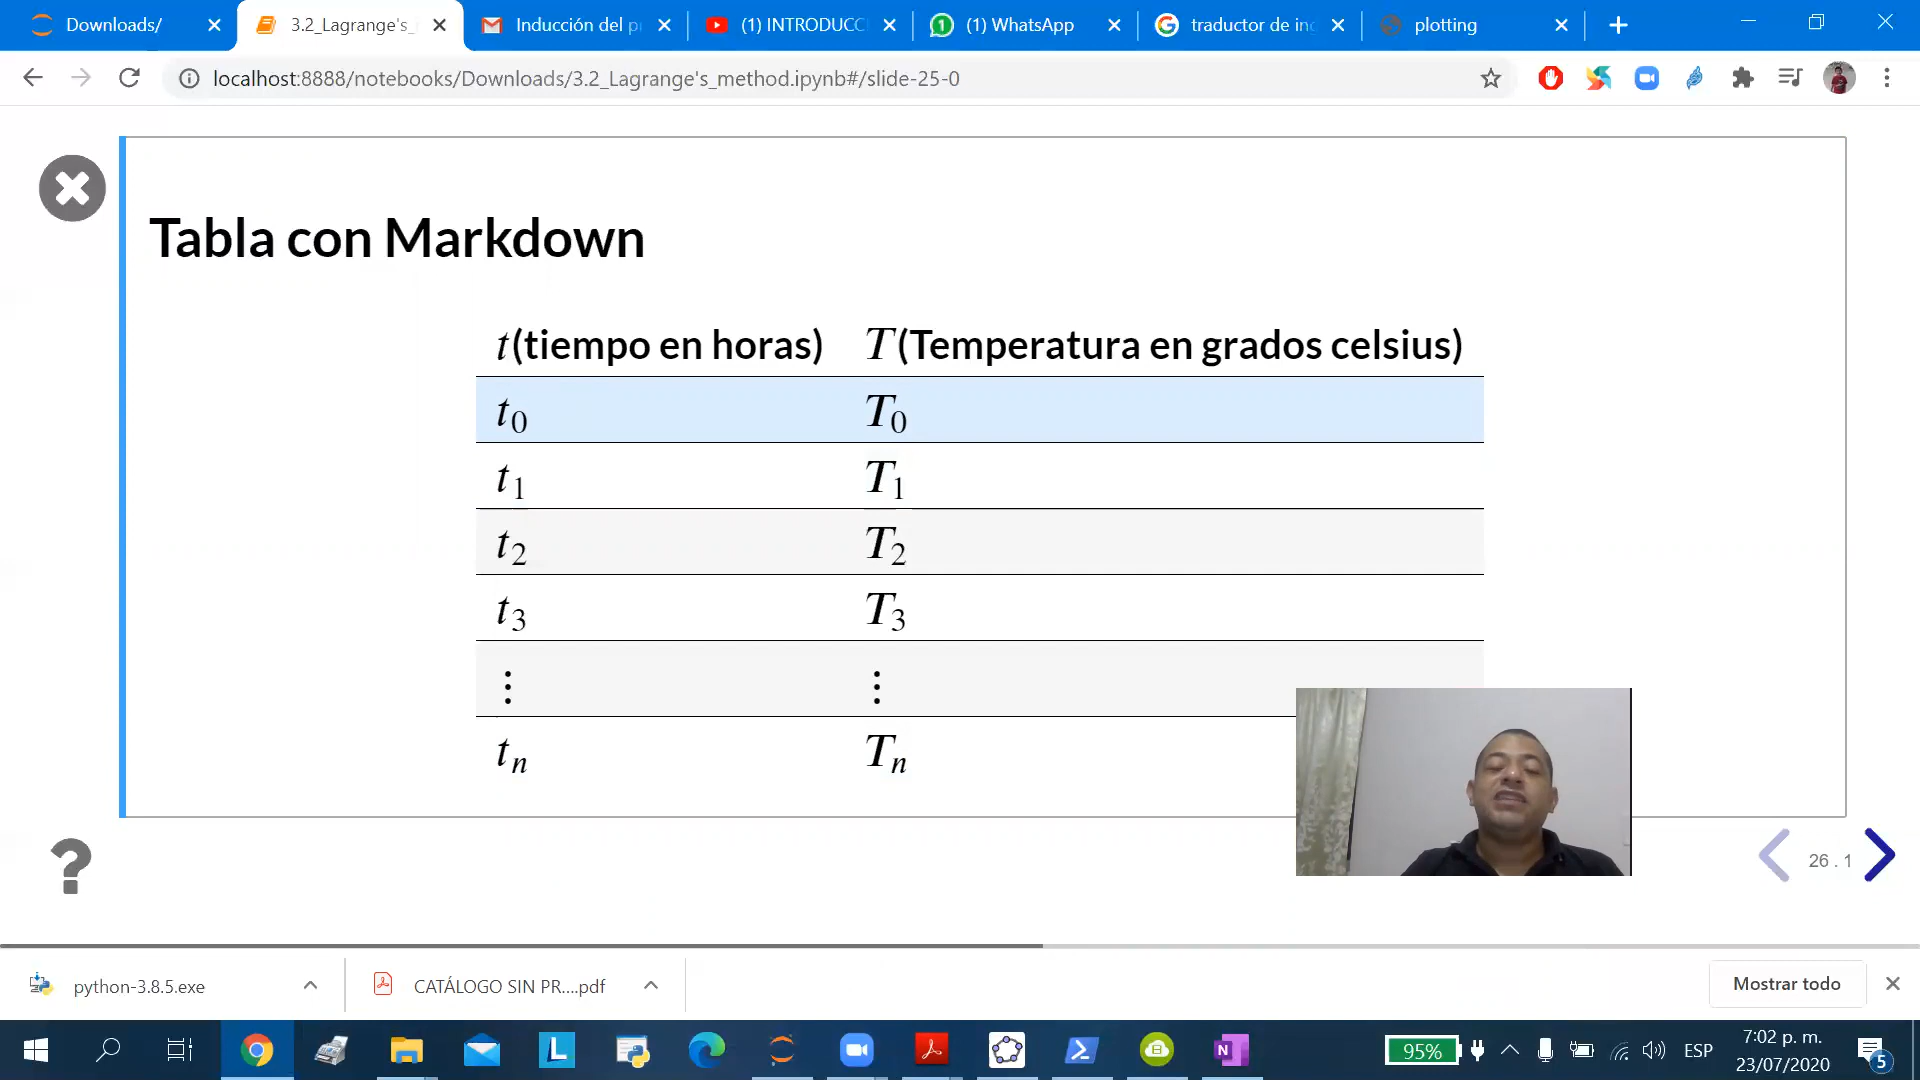 Downloads/
3.2_Lagrange's_
Inducción del p
(1) INTRODUCC
(1) WhatsApp
traductor de in
plotting
localhost:8888/notebooks/Downloads/3.2_Lagrange's_method.ipynb#/slide-25-0
Tabla con Markdown
t(tiempo en horas) T(Temperatura en grados celsius)
t0 T0
t1 T1
t2 T2
t3 T3
⋮ ⋮
tn Tn
26 . 1
python-3.8.5.exe
CATÁLOGO SIN PR....pdf
Mostrar todo
95%
ESP
7:02 p. m.
23/07/2020
5